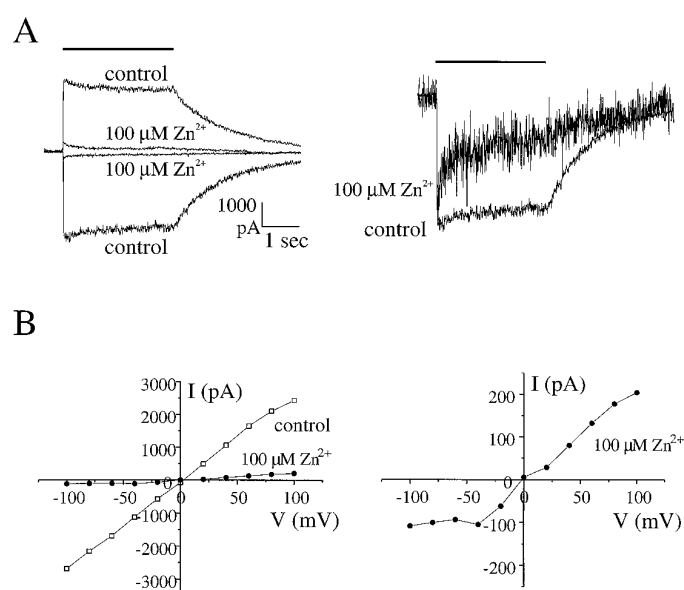 A
control
100 µM Zn²⁺
100 µM Zn²⁺
control
1000
pA
1 sec
100 µM Zn²⁺
control
B
I (pA)
3000
2000
1000
0
-1000
-2000
-3000
-100
-50
0
50
100
V (mV)
control
100 µM Zn²⁺
I (pA)
200
100
0
-100
-200
-100
-50
0
50
100
V (mV)
100 µM Zn²⁺